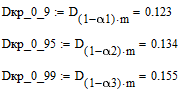 Dкр_0_9 := D(1−α1)·m = 0.123
Dкр_0_95 := D(1−α2)·m = 0.134
Dкр_0_99 := D(1−α3)·m = 0.155